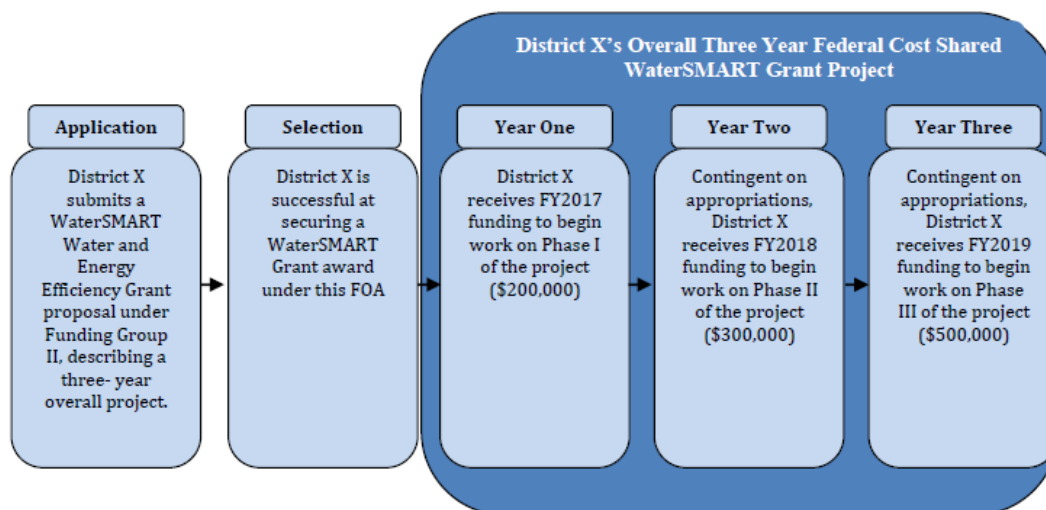 District X's Overall Three Year Federal Cost Shared
WaterSMART Grant Project
Application
District X
submits a
WaterSMART
Water and
Energy
Efficiency Grant
proposal under
Funding Group
II, describing a
three- year
overall project.
Selection
District X is
successful at
securing a
WaterSMART
Grant award
under this FOA
Year One
District X
receives FY2017
funding to begin
work on Phase I
of the project
($200,000)
Year Two
Contingent on
appropriations,
District X
receives FY2018
funding to begin
work on Phase II
of the project
($300,000)
Year Three
Contingent on
appropriations,
District X
receives FY2019
funding to begin
work on Phase
III of the project
($500,000)